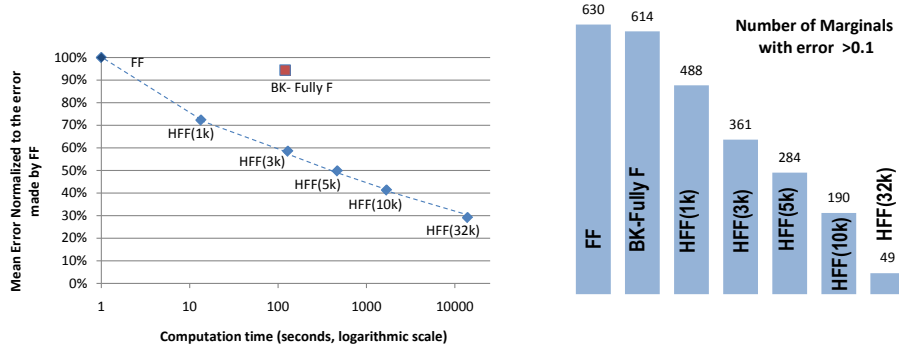 Mean Error Normalized to the error
made by FF
100%
90%
80%
70%
60%
50%
40%
30%
20%
10%
0%
FF
BK- Fully F
HFF(1k)
HFF(3k)
HFF(5k)
HFF(10k)
HFF(32k)
1
10
100
1000
10000
Computation time (seconds, logarithmic scale)
Number of Marginals
with error >0.1
630
614
488
361
284
190
49
FF
BK-Fully F
HFF(1k)
HFF(3k)
HFF(5k)
HFF(10k)
HFF(32k)